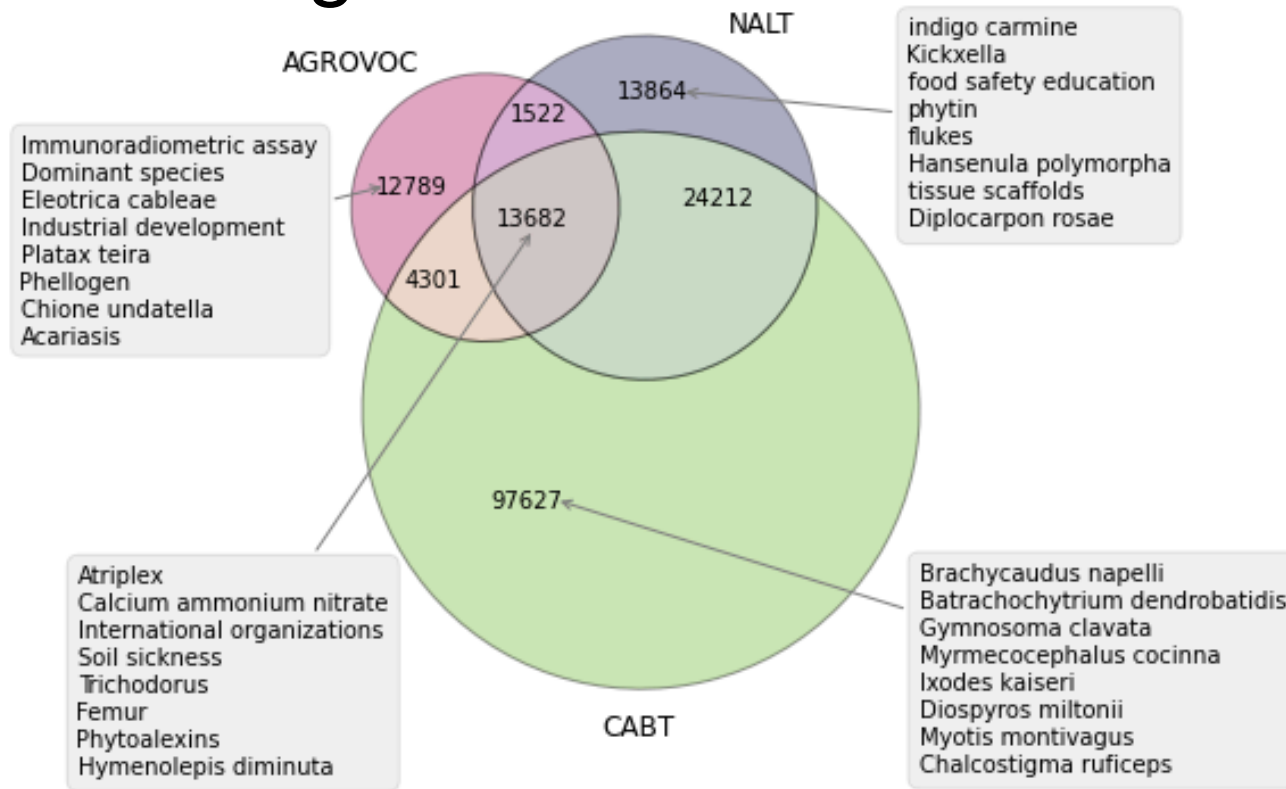 NALT
AGROVOC
indigo carmine
Kickxella
food safety education
phytin
flukes
Hansenula polymorpha
tissue scaffolds
Diplocarpon rosae
13864
1522
Immunoradiometric assay
Dominant species
Eleotrica cableae
Industrial development
Platax teira
Phellogen
Chione undatella
Acariasis
12789
24212
13682
4301
97627
Atriplex
Calcium ammonium nitrate
International organizations
Soil sickness
Trichodorus
Femur
Phytoalexins
Hymenolepis diminuta
Brachycaudus napelli
Batrachochytrium dendrobatidis
Gymnosoma clavata
Myrmecocephalus cocinna
Ixodes kaiseri
Diospyros miltonii
Myotis montivagus
Chalcostigma ruficeps
CABT